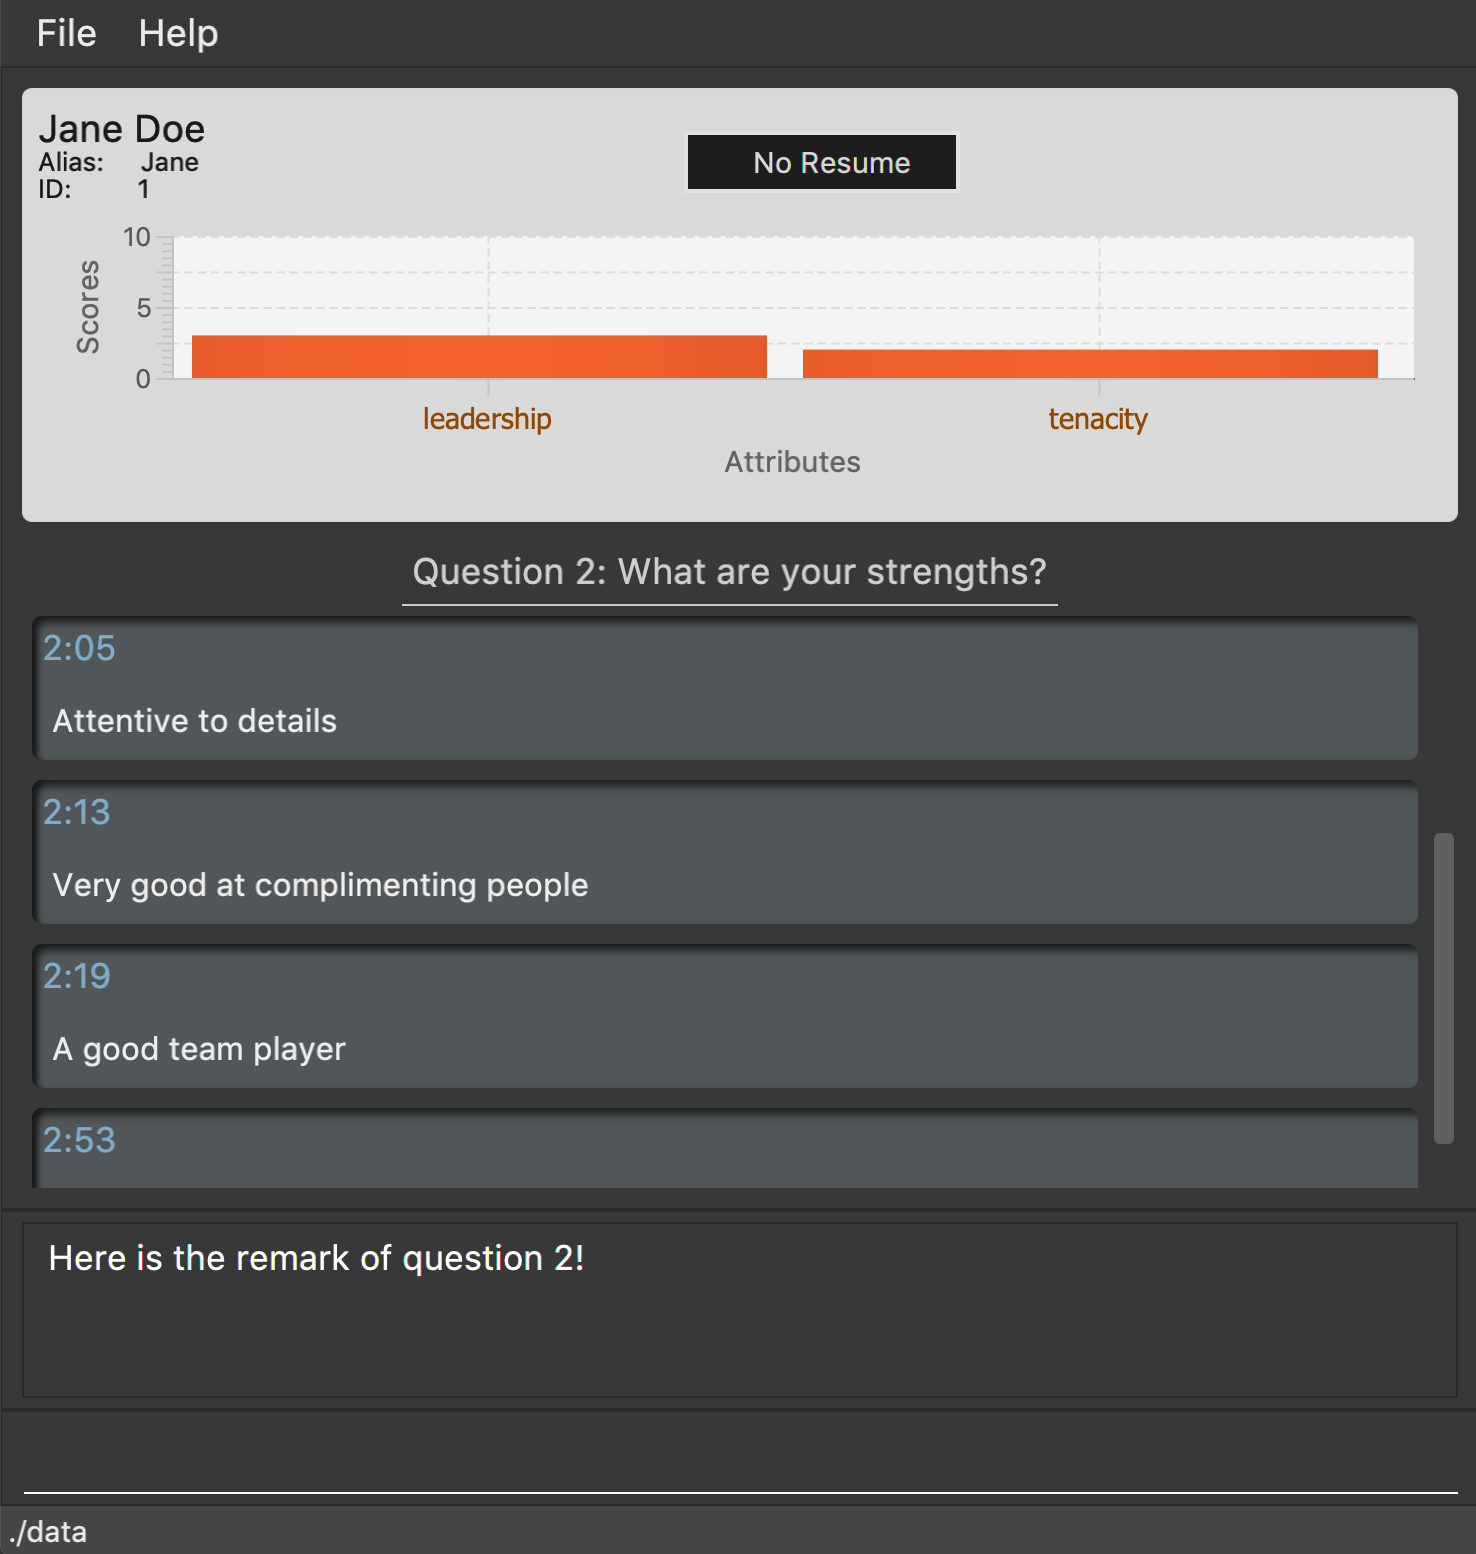 File Help
Jane Doe
Alias: Jane
ID: 1
No Resume
10
5
0
Scores
leadership tenacity
Attributes
Question 2: What are your strengths?
2:05
Attentive to details
2:13
Very good at complimenting people
2:19
A good team player
2:53
Here is the remark of question 2!
./data